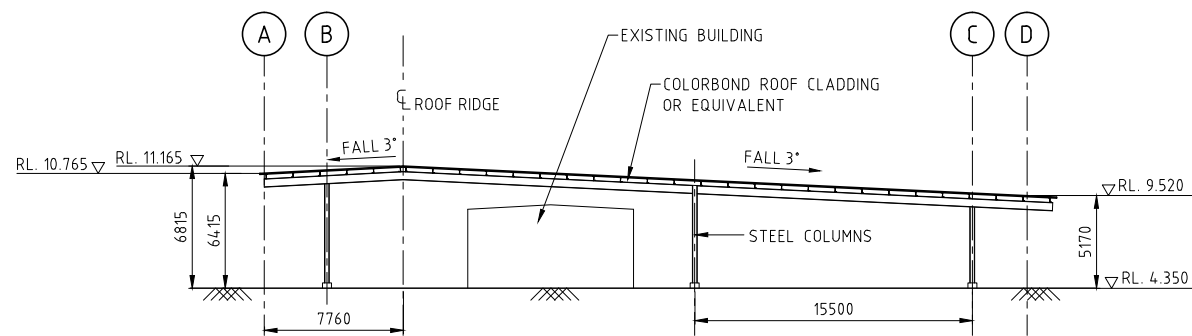 A
B
C
D
EXISTING BUILDING
COLORBOND ROOF CLADDING
OR EQUIVALENT
℄ ROOF RIDGE
FALL 3°
FALL 3°
RL. 10.765
RL. 11.165
RL. 9.520
6815
6415
STEEL COLUMNS
5170
RL. 4.350
7760
15500